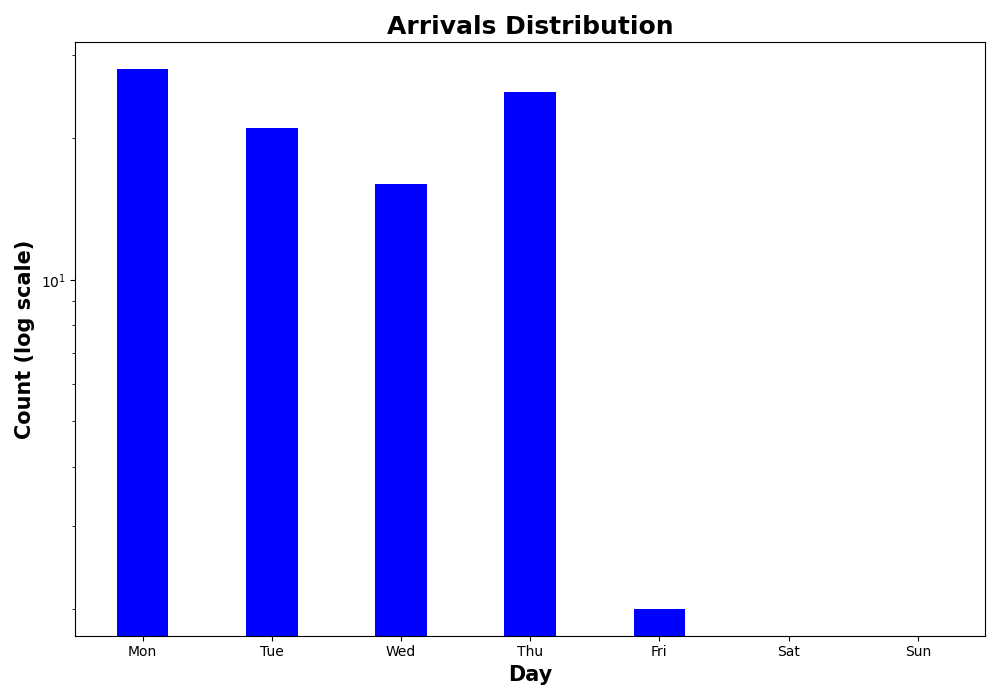 Arrivals Distribution
Count (log scale)
10¹
Mon Tue Wed Thu Fri Sat Sun
Day